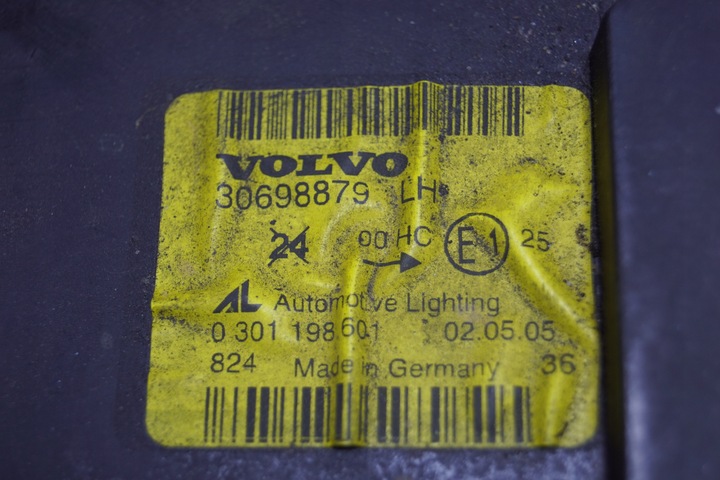 VOLVO
30698879 LH
24 00 HC E1 25
AL Automotive Lighting
0 301 198 601 02.05.05
824 Made in Germany 36